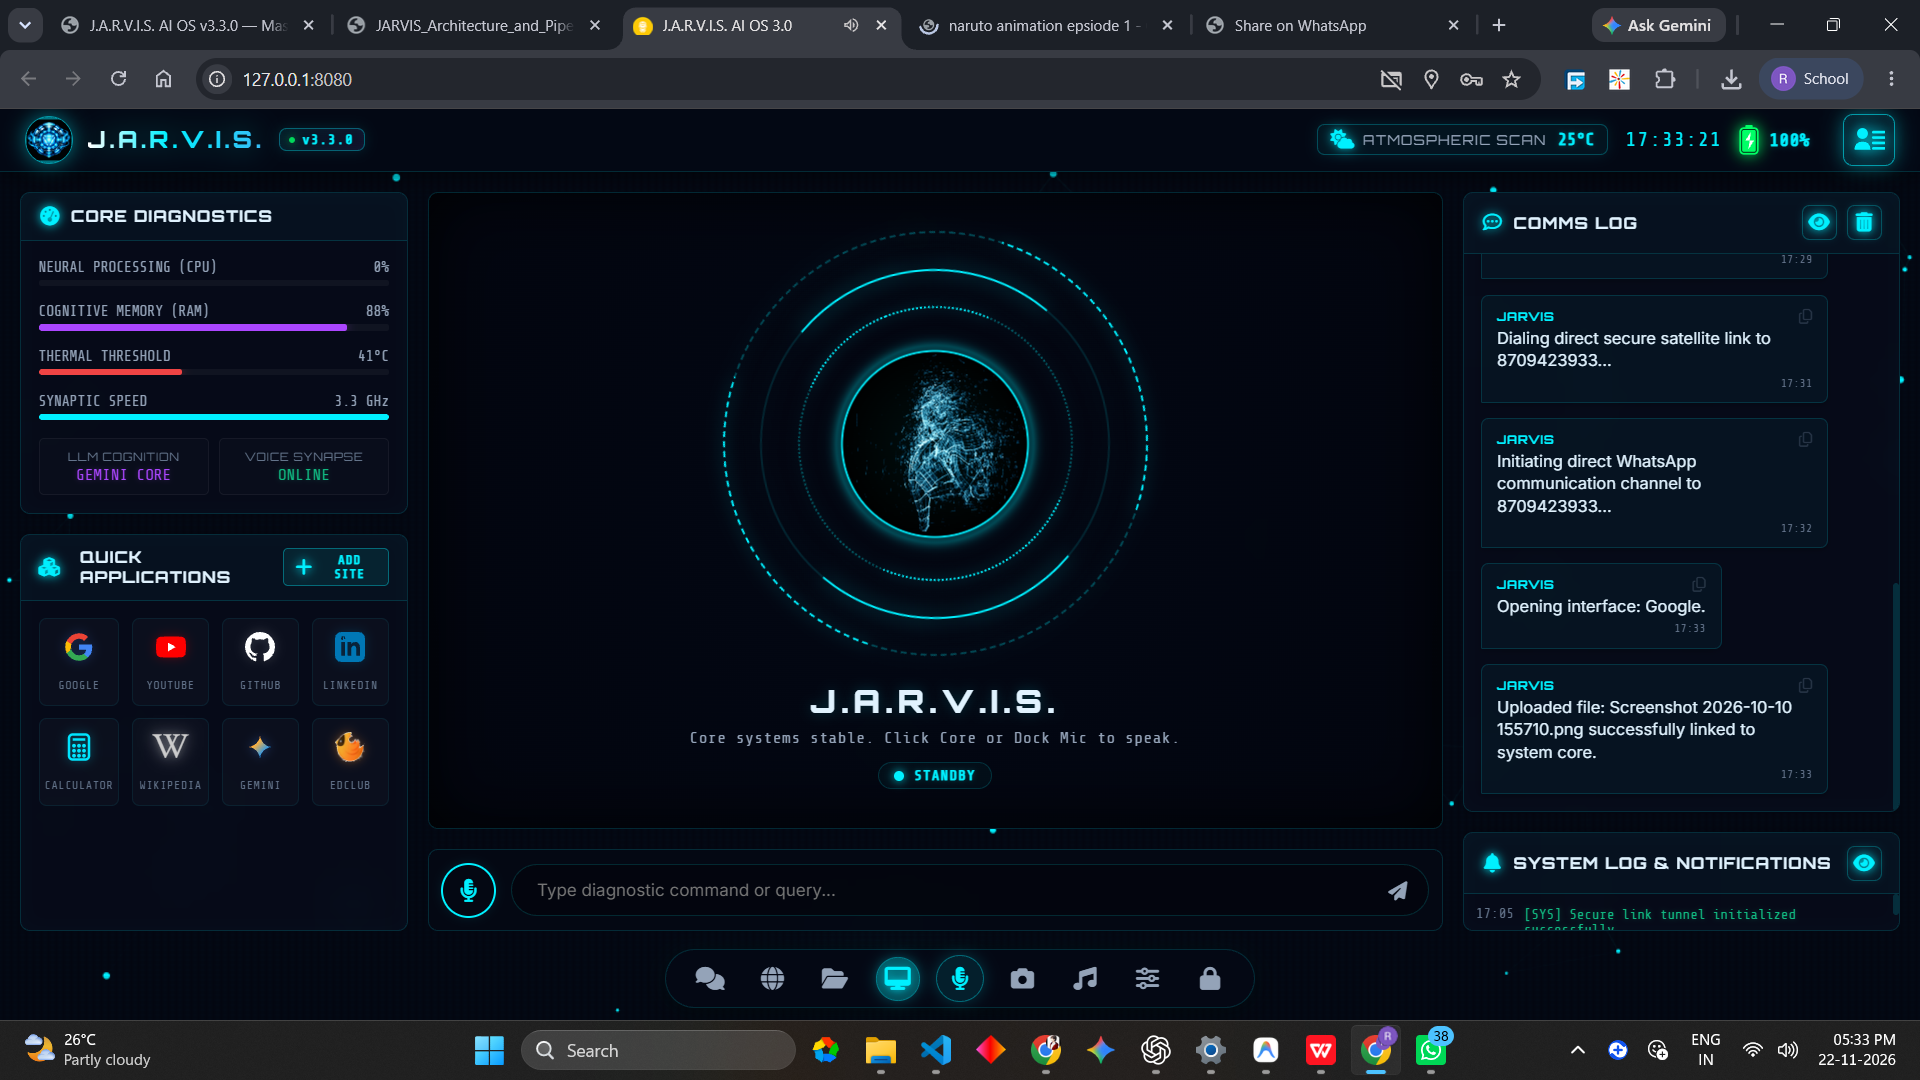 J.A.R.V.I.S. AI OS v3.3.0 — Mas
JARVIS_Architecture_and_Pipe
J.A.R.V.I.S. AI OS 3.0
naruto animation epsiode 1 -
Share on WhatsApp
Ask Gemini
127.0.0.1:8080
R School
J.A.R.V.I.S.
v3.3.0
ATMOSPHERIC SCAN 25°C
17:33:21
100%
CORE DIAGNOSTICS
NEURAL PROCESSING (CPU) 0%
COGNITIVE MEMORY (RAM) 88%
THERMAL THRESHOLD 41°C
SYNAPTIC SPEED 3.3 GHz
LLM COGNITION
GEMINI CORE
VOICE SYNAPSE
ONLINE
QUICK
APPLICATIONS
ADD
SITE
GOOGLE
YOUTUBE
GITHUB
LINKEDIN
CALCULATOR
WIKIPEDIA
GEMINI
EDCLUB
J.A.R.V.I.S.
Core systems stable. Click Core or Dock Mic to speak.
STANDBY
Type diagnostic command or query...
COMMS LOG
17:29
JARVIS
Dialing direct secure satellite link to
8709423933...
17:31
JARVIS
Initiating direct WhatsApp
communication channel to
8709423933...
17:32
JARVIS
Opening interface: Google.
17:33
JARVIS
Uploaded file: Screenshot 2026-10-10
155710.png successfully linked to
system core.
17:33
SYSTEM LOG & NOTIFICATIONS
17:05 [SYS] Secure link tunnel initialized
successfully
26°C
Partly cloudy
Search
R
38
ENG
IN
05:33 PM
22-11-2026